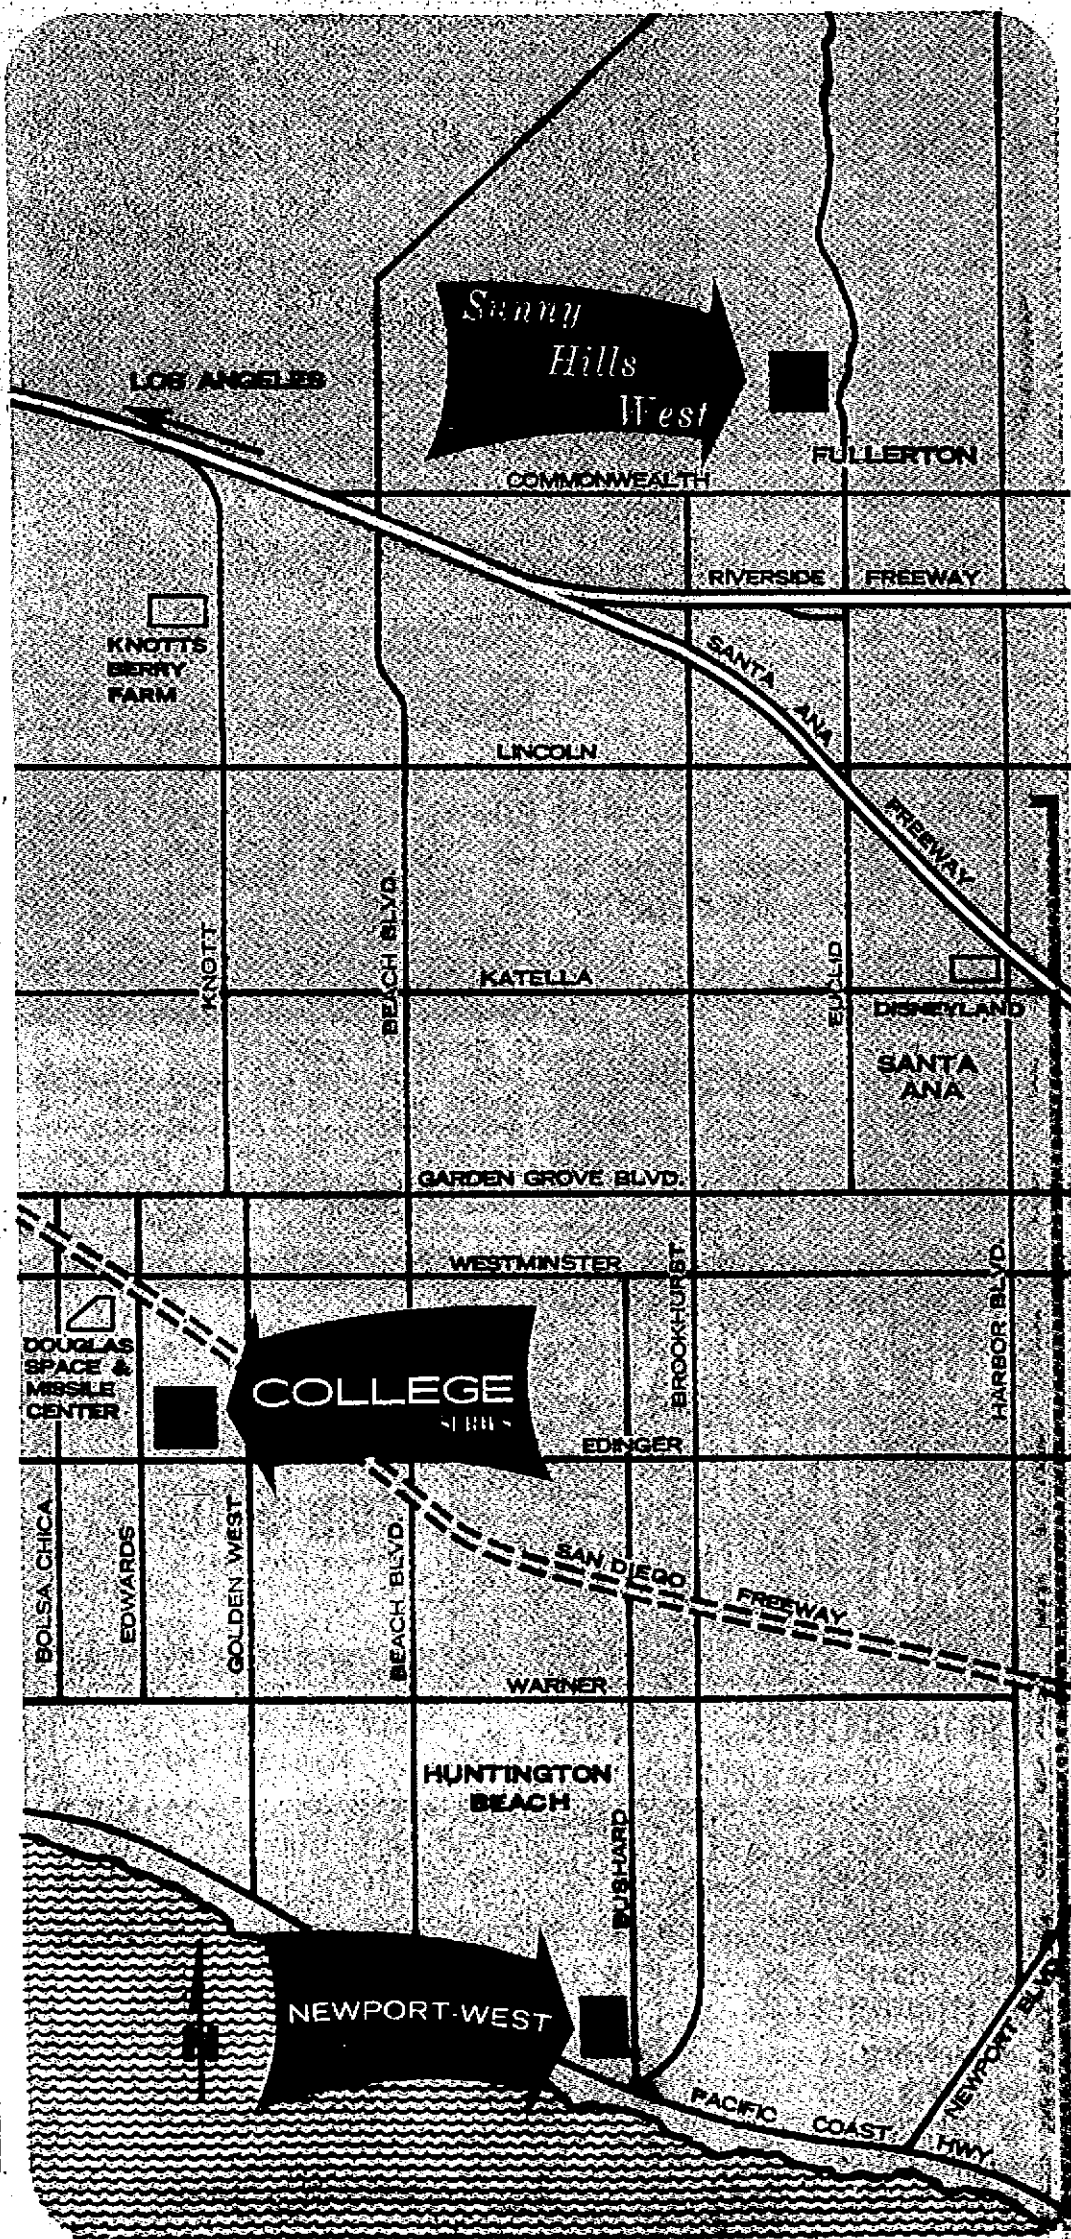 Sunny
Hills
West
LOS ANGELES
FULLERTON
COMMONWEALTH
RIVERSIDE FREEWAY
KNOTTS
BERRY
FARM
SANTA
ANA
FREEWAY
LINCOLN
KNOTT
BEACH BLVD.
KATELLA
EUCLID
DISNEYLAND
SANTA
ANA
GARDEN GROVE BLVD.
WESTMINSTER
BROOKHURST
HARBOR BLVD.
DOUGLAS
SPACE &
MISSILE
CENTER
COLLEGE
SERIES
EDINGER
BOLSA CHICA
EDWARDS
GOLDEN WEST
BEACH BLVD.
SAN DIEGO
FREEWAY
WARNER
HUNTINGTON
BEACH
BUSHARD
NEWPORT-WEST
N
NEWPORT BLVD.
PACIFIC COAST HWY